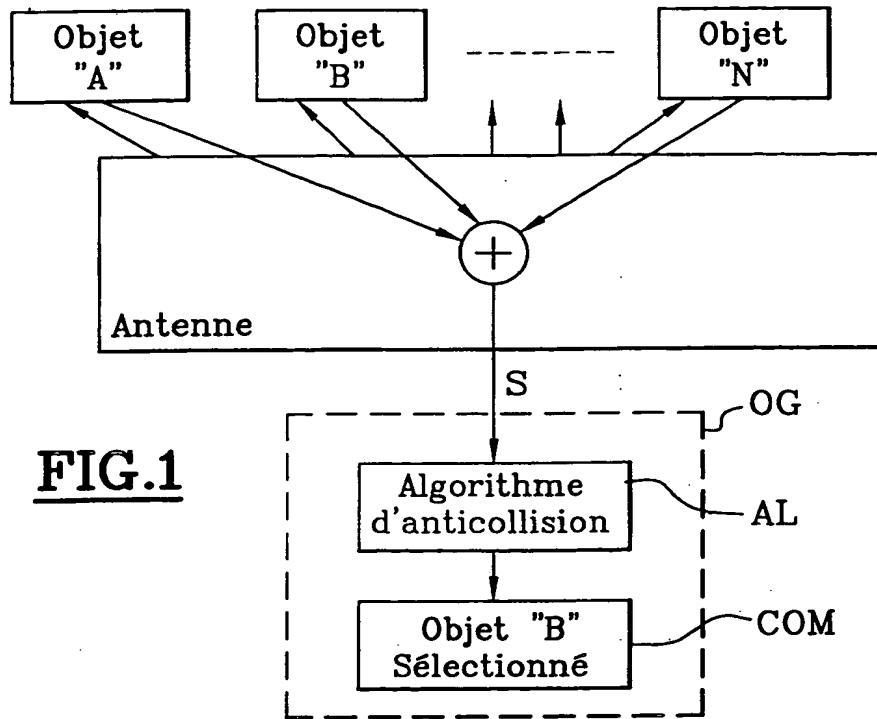 Objet
"A"
Objet
"B"
Objet
"N"
+
Antenne
S
OG
FIG.1
Algorithme
d'anticollision
AL
Objet "B"
Sélectionné
COM